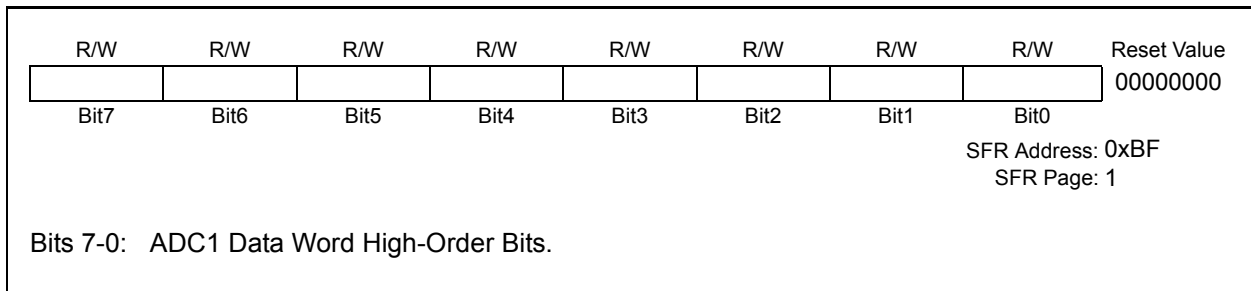 R/W R/W R/W R/W R/W R/W R/W R/W Reset Value
00000000
Bit7 Bit6 Bit5 Bit4 Bit3 Bit2 Bit1 Bit0
SFR Address: 0xBF
SFR Page: 1
Bits 7-0: ADC1 Data Word High-Order Bits.